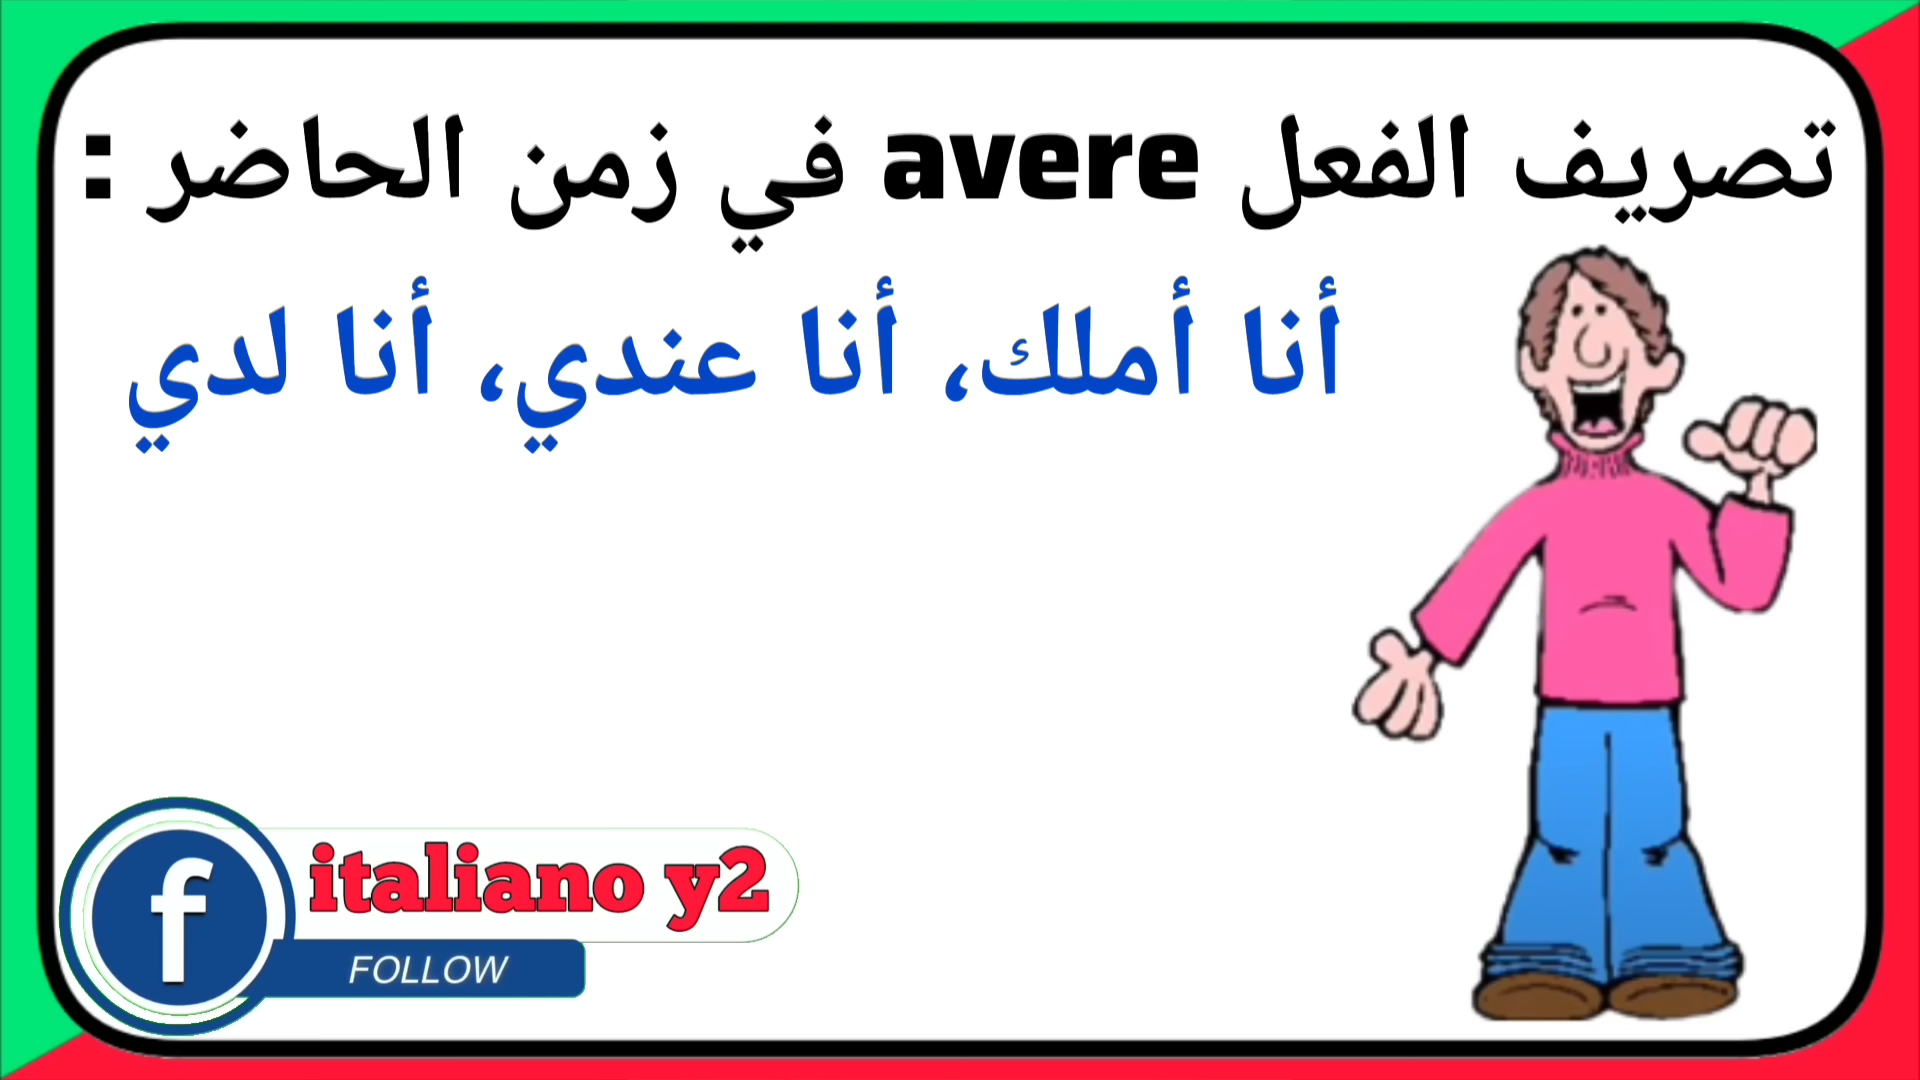 تصريف الفعل avere في زمن الحاضر :
أنا أملك، أنا عندي، أنا لدي
italiano y2
FOLLOW